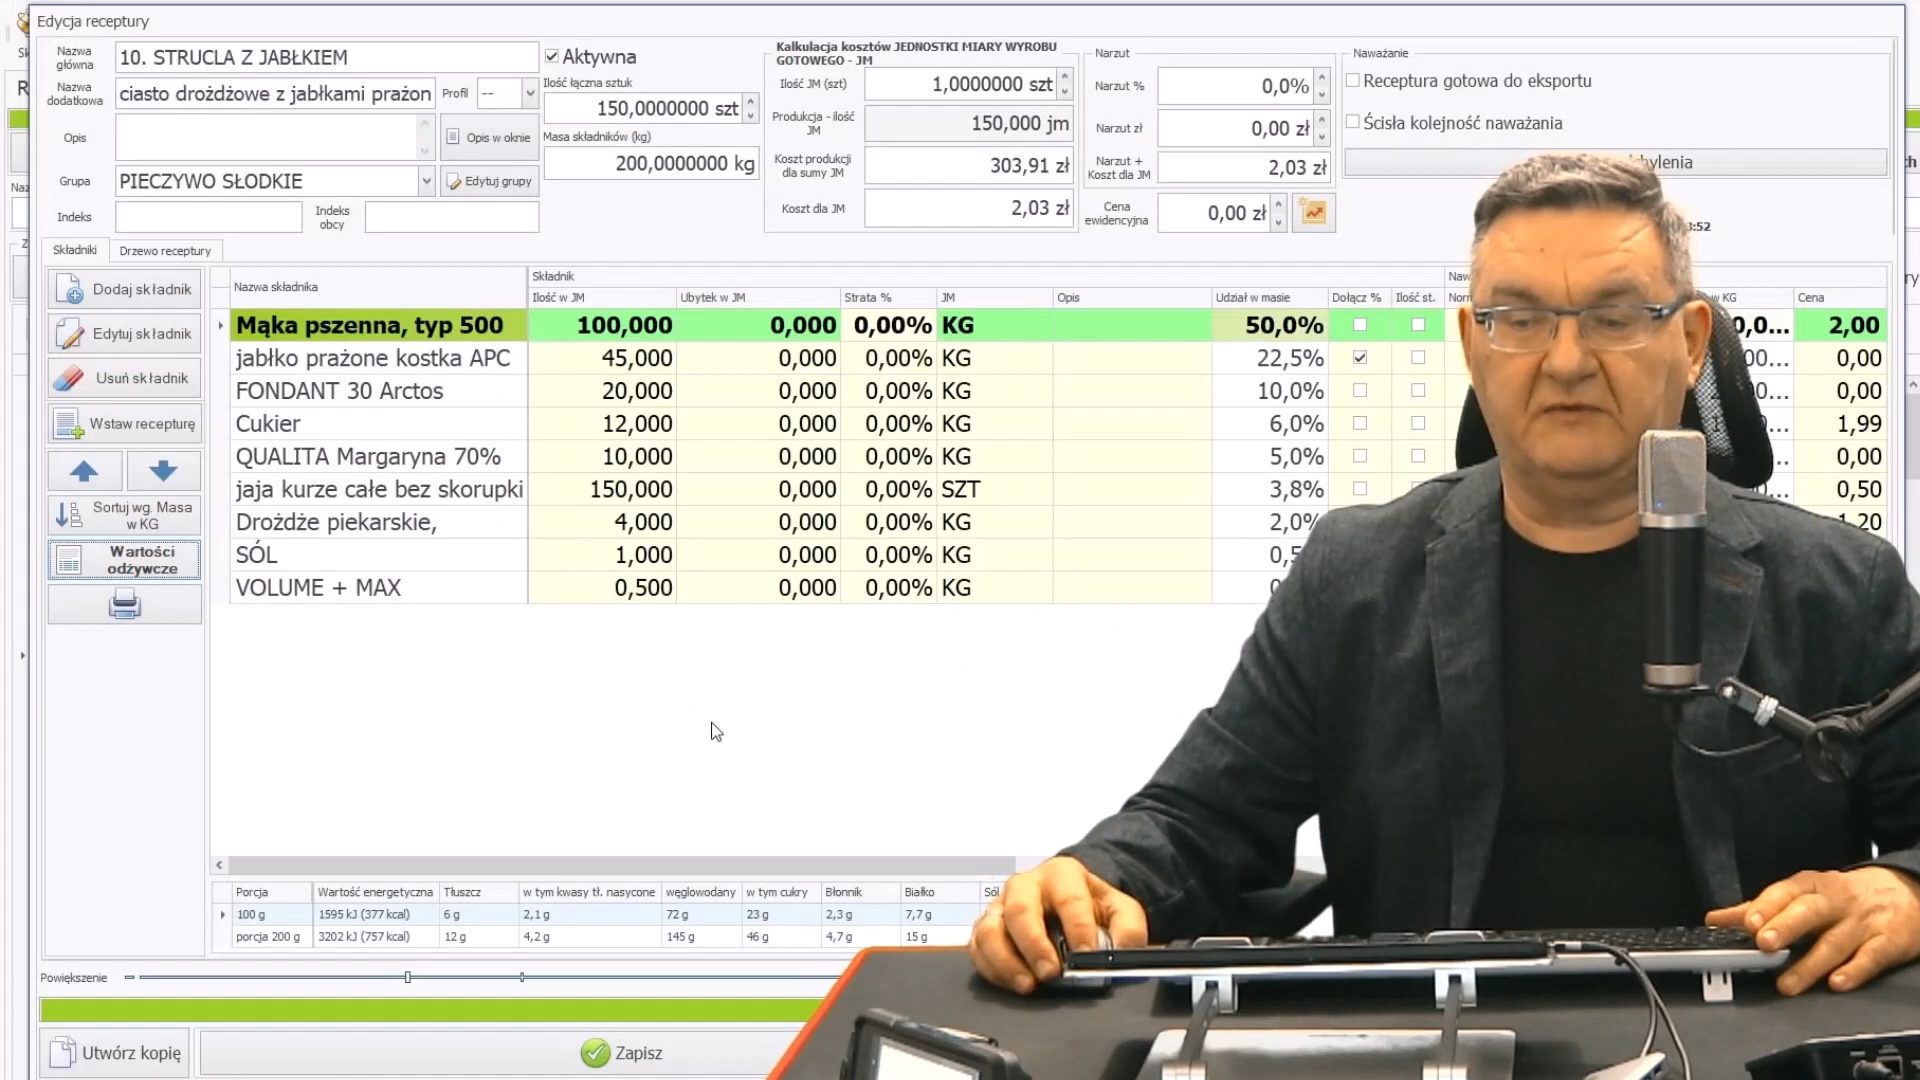 Edycja receptury
Nazwa główna
10. STRUCLA Z JABŁKIEM
Aktywna
Nazwa dodatkowa
ciasto drożdżowe z jabłkami prażon
Profil
--
Ilość łączna sztuk
150,0000000 szt
Opis
Opis w oknie
Masa składników (kg)
200,0000000 kg
Grupa
PIECZYWO SŁODKIE
Edytuj grupy
Indeks
Indeks obcy
Kalkulacja kosztów JEDNOSTKI MIARY WYROBU
GOTOWEGO - JM
Ilość JM (szt)
1,0000000 szt
Produkcja - ilość JM
150,000 jm
Koszt produkcji dla sumy JM
303,91 zł
Koszt dla JM
2,03 zł
Narzut
Narzut %
0,0%
Narzut zł
0,00 zł
Narzut + Koszt dla JM
2,03 zł
Cena ewidencyjna
0,00 zł
Naważanie
Receptura gotowa do eksportu
Ścisła kolejność naważania
:52
Składniki
Drzewo receptury
Dodaj składnik
Edytuj składnik
Usuń składnik
Wstaw recepturę
Sortuj wg. Masa w KG
Wartości odżywcze
Nazwa składnika
Składnik
Ilość w JM Ubytek w JM Strata % JM Opis Udział w masie Dołącz % Ilość st. w KG Cena
Mąka pszenna, typ 500 100,000 0,000 0,00% KG 50,0% 0,0... 2,00
jabłko prażone kostka APC 45,000 0,000 0,00% KG 22,5% 00... 0,00
FONDANT 30 Arctos 20,000 0,000 0,00% KG 10,0% 0... 0,00
Cukier 12,000 0,000 0,00% KG 6,0% ... 1,99
QUALITA Margaryna 70% 10,000 0,000 0,00% KG 5,0% 0,00
jaja kurze całe bez skorupki 150,000 0,000 0,00% SZT 3,8% 0,50
Drożdże piekarskie, 4,000 0,000 0,00% KG 2,0% 1,20
SÓL 1,000 0,000 0,00% KG
VOLUME + MAX 0,500 0,000 0,00% KG
Porcja Wartość energetyczna Tłuszcz w tym kwasy tł. nasycone węglowodany w tym cukry Błonnik Białko Sól
100 g 1595 kJ (377 kcal) 6 g 2,1 g 72 g 23 g 2,3 g 7,7 g
porcja 200 g 3202 kJ (757 kcal) 12 g 4,2 g 145 g 46 g 4,7 g 15 g
Powiększenie
Utwórz kopię
Zapisz